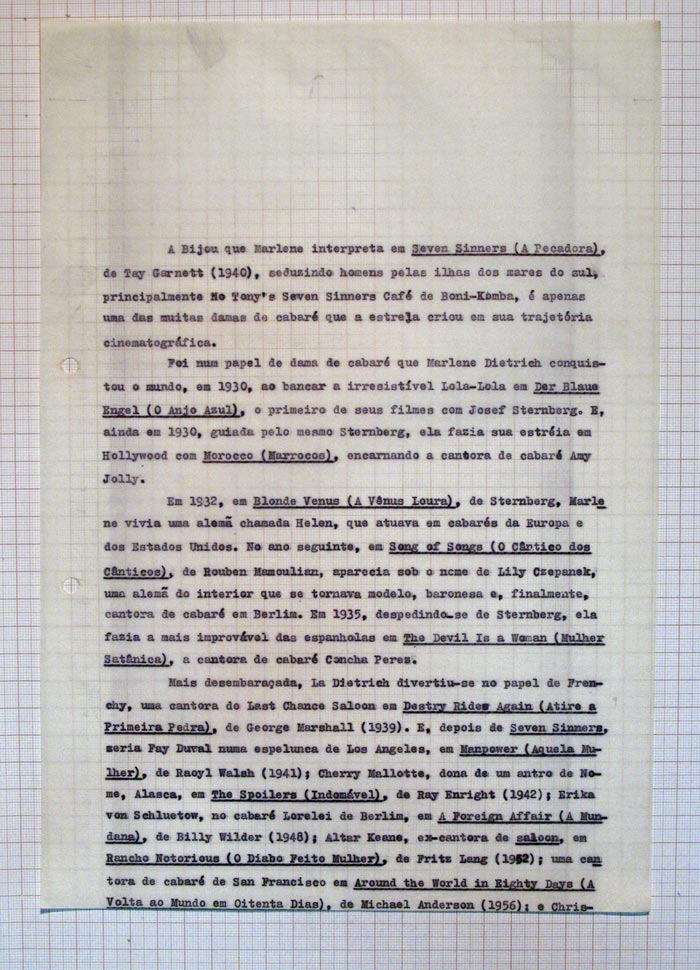 A Bijou que Marlene interpreta em Seven Sinners (A Pecadora),
de Tay Garnett (1940), seduzindo homens pelas ilhas dos mares do sul,
principalmente No Tony's Seven Sinners Café de Boni-Komba, é apenas
uma das muitas damas de cabaré que a estrela criou em sua trajetória
cinematográfica.
Foi num papel de dama de cabaré que Marlene Dietrich conquis-
tou o mundo, em 1930, ao bancar a irresistível Lola-Lola em Der Blaue
Engel (O Anjo Azul), o primeiro de seus filmes com Josef Sternberg. E,
ainda em 1930, guiada pelo mesmo Sternberg, ela fazia sua estréia em
Hollywood com Morocco (Marrocos), encarnando a cantora de cabaré Amy
Jolly.
Em 1932, em Blonde Venus (A Vênus Loura), de Sternberg, Marle
ne vivia uma alemã chamada Helen, que atuava em cabarés da Europa e
dos Estados Unidos. No ano seguinte, em Song of Songs (O Cântico dos
Cânticos), de Rouben Mamoulian, aparecia sob o nome de Lily Czepanek,
uma alemã do interior que se tornava modelo, baronesa e, finalmente,
cantora de cabaré em Berlim. Em 1935, despedindo-se de Sternberg, ela
fazia a mais improvável das espanholas em The Devil Is a Woman (Mulher
Satânica), a cantora de cabaré Concha Perez.
Mais desembaraçada, La Dietrich divertiu-se no papel de Fren-
chy, uma cantora do Last Chance Saloon em Destry Rides Again (Atire a
Primeira Pedra), de George Marshall (1939). E, depois de Seven Sinners,
seria Fay Duval numa espelunca de Los Angeles, em Manpower (Aquela Mu-
lher), de Raoyl Walsh (1941); Cherry Mallotte, dona de um antro de No-
me, Alasca, em The Spoilers (Indomável), de Ray Enright (1942); Erika
von Schluetow, no cabaré Lorelei de Berlim, em A Foreign Affair (A Mun-
dana), de Billy Wilder (1948); Altar Keane, ex-cantora de saloon, em
Rancho Notorious (O Diabo Feito Mulher), de Fritz Lang (1952); uma can
tora de cabaré de San Francisco em Around the World in Eighty Days (A
Volta ao Mundo em Oitenta Dias), de Michael Anderson (1956); e Chris-